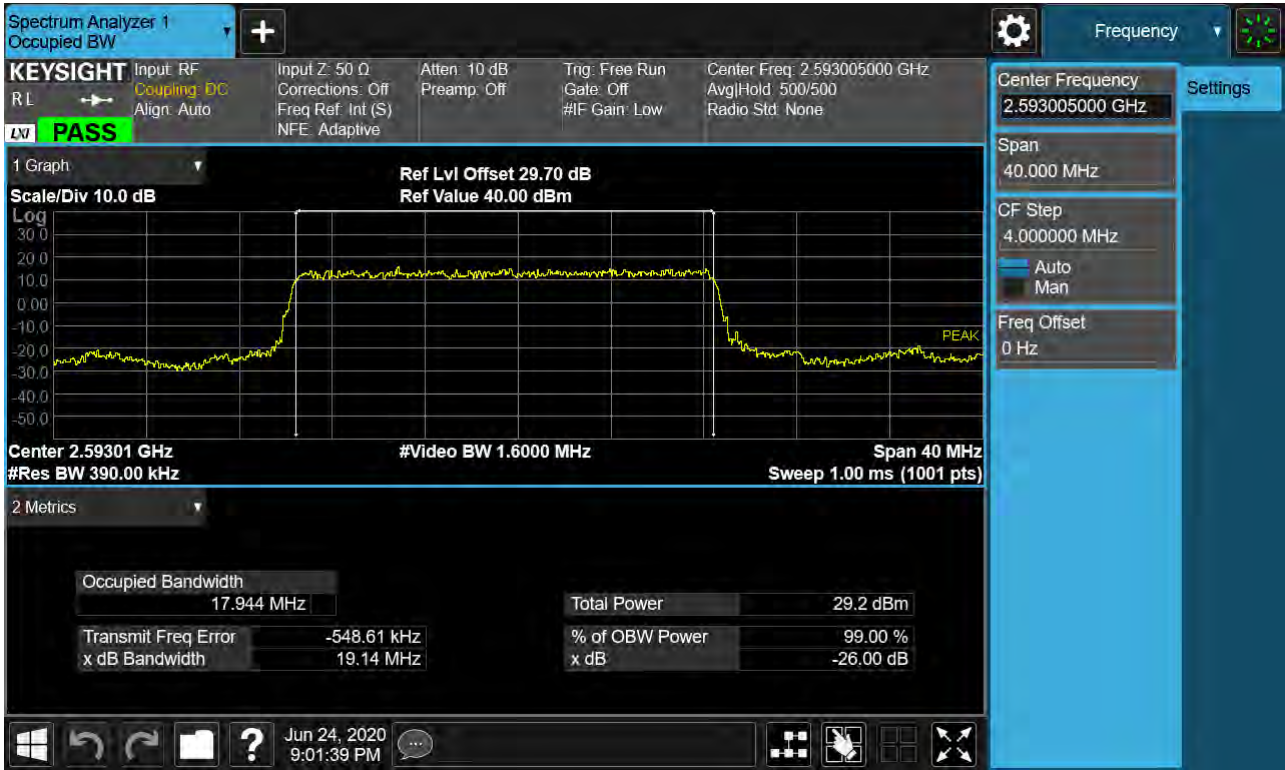 Spectrum Analyzer 1
Occupied BW
+
Frequency
KEYSIGHT
RL
LXI PASS
Input: RF
Coupling: DC
Align: Auto
Input Z: 50 Ω
Corrections: Off
Freq Ref: Int (S)
NFE: Adaptive
Atten: 10 dB
Preamp: Off
Trig: Free Run
Gate: Off
#IF Gain: Low
Center Freq: 2.593005000 GHz
Avg|Hold: 500/500
Radio Std: None
Center Frequency
2.593005000 GHz
Settings
Span
40.000 MHz
CF Step
4.000000 MHz
Auto
Man
Freq Offset
0 Hz
1 Graph
Scale/Div 10.0 dB
Ref Lvl Offset 29.70 dB
Ref Value 40.00 dBm
Log
30.0
20.0
10.0
0.00
-10.0
-20.0
-30.0
-40.0
-50.0
PEAK
Center 2.59301 GHz
#Video BW 1.6000 MHz
Span 40 MHz
#Res BW 390.00 kHz
Sweep 1.00 ms (1001 pts)
2 Metrics
Occupied Bandwidth
17.944 MHz
Total Power 29.2 dBm
Transmit Freq Error -548.61 kHz
% of OBW Power 99.00 %
x dB Bandwidth 19.14 MHz
x dB -26.00 dB
?
Jun 24, 2020
9:01:39 PM